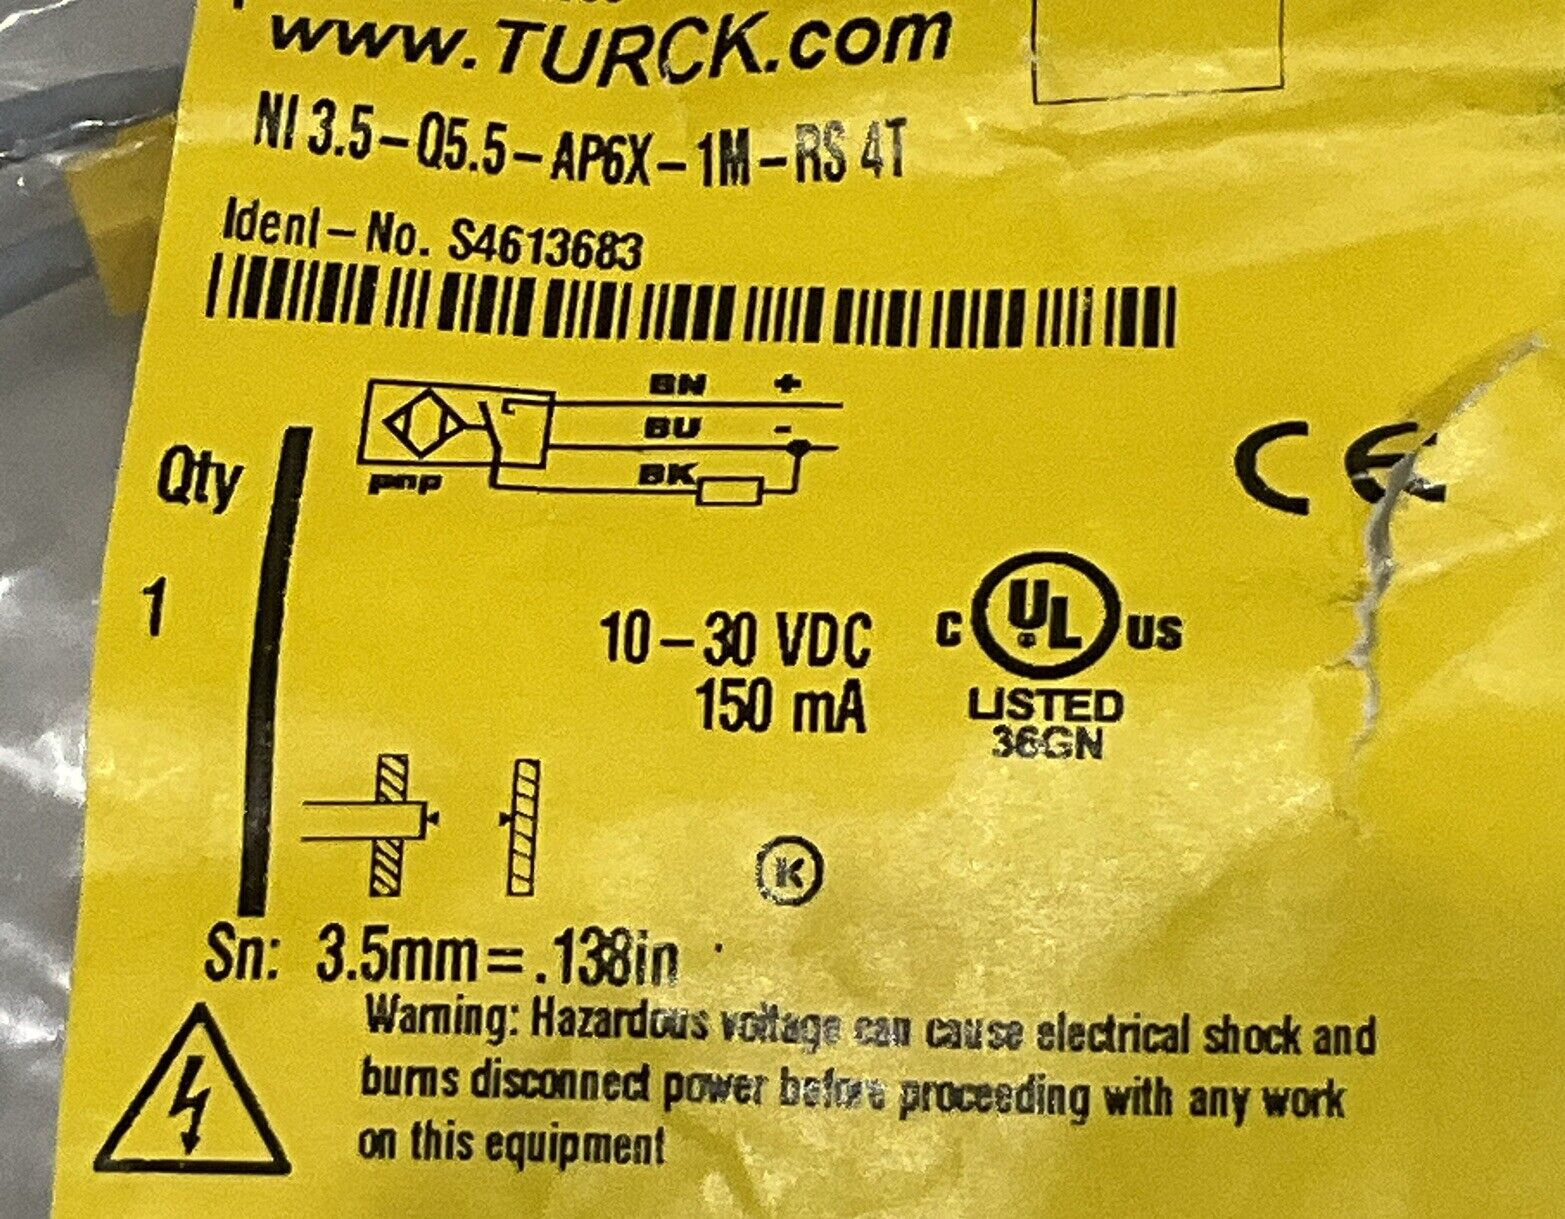 www.TURCK.com
NI 3.5-Q5.5-AP6X-1M-RS 4T
Ident-No. S4613683
BN +
BU -
BK
pnp
Qty
1
10-30 VDC
150 mA
C UL US
LISTED
36GN
CE
K
Sn: 3.5mm=.138in
Warning: Hazardous voltage can cause electrical shock and
burns disconnect power before proceeding with any work
on this equipment